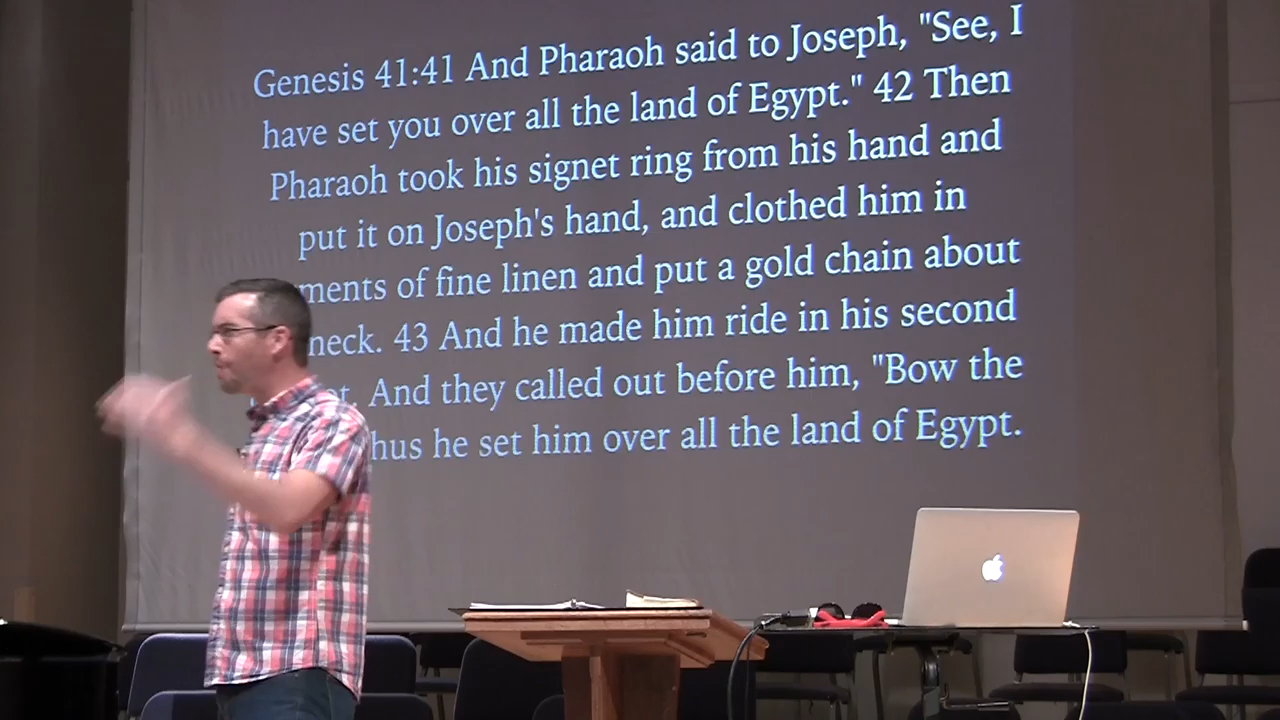 Genesis 41:41 And Pharaoh said to Joseph, "See, I
have set you over all the land of Egypt." 42 Then
Pharaoh took his signet ring from his hand and
put it on Joseph's hand, and clothed him in
ments of fine linen and put a gold chain about
neck. 43 And he made him ride in his second
And they called out before him, "Bow the
hus he set him over all the land of Egypt.